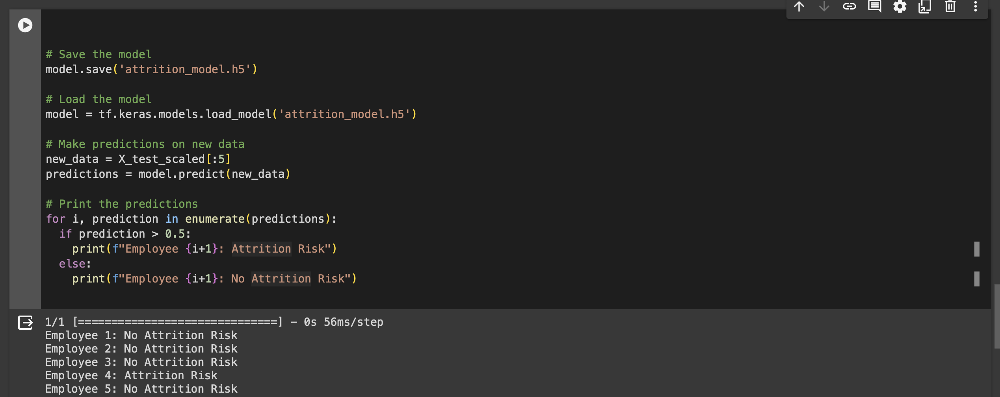 # Save the model
model.save('attrition_model.h5')
# Load the model
model = tf.keras.models.load_model('attrition_model.h5')
# Make predictions on new data
new_data = X_test_scaled[:5]
predictions = model.predict(new_data)
# Print the predictions
for i, prediction in enumerate(predictions):
  if prediction > 0.5:
    print(f"Employee {i+1}: Attrition Risk")
  else:
    print(f"Employee {i+1}: No Attrition Risk")
1/1 [==============================] - 0s 56ms/step
Employee 1: No Attrition Risk
Employee 2: No Attrition Risk
Employee 3: No Attrition Risk
Employee 4: Attrition Risk
Employee 5: No Attrition Risk